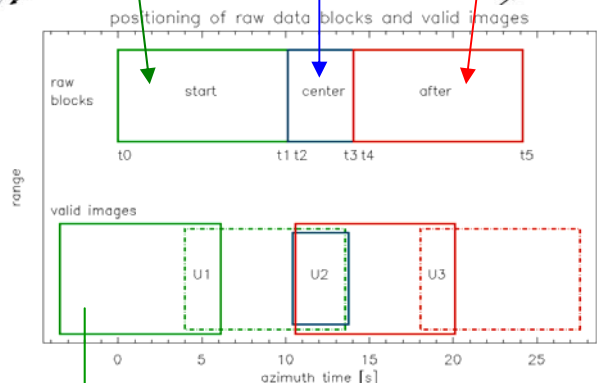 positioning of raw data blocks and valid images
raw
blocks
start
center
after
t0
t1 t2
t3 t4
t5
range
valid images
U1
U2
U3
0
5
10
15
20
25
azimuth time [s]